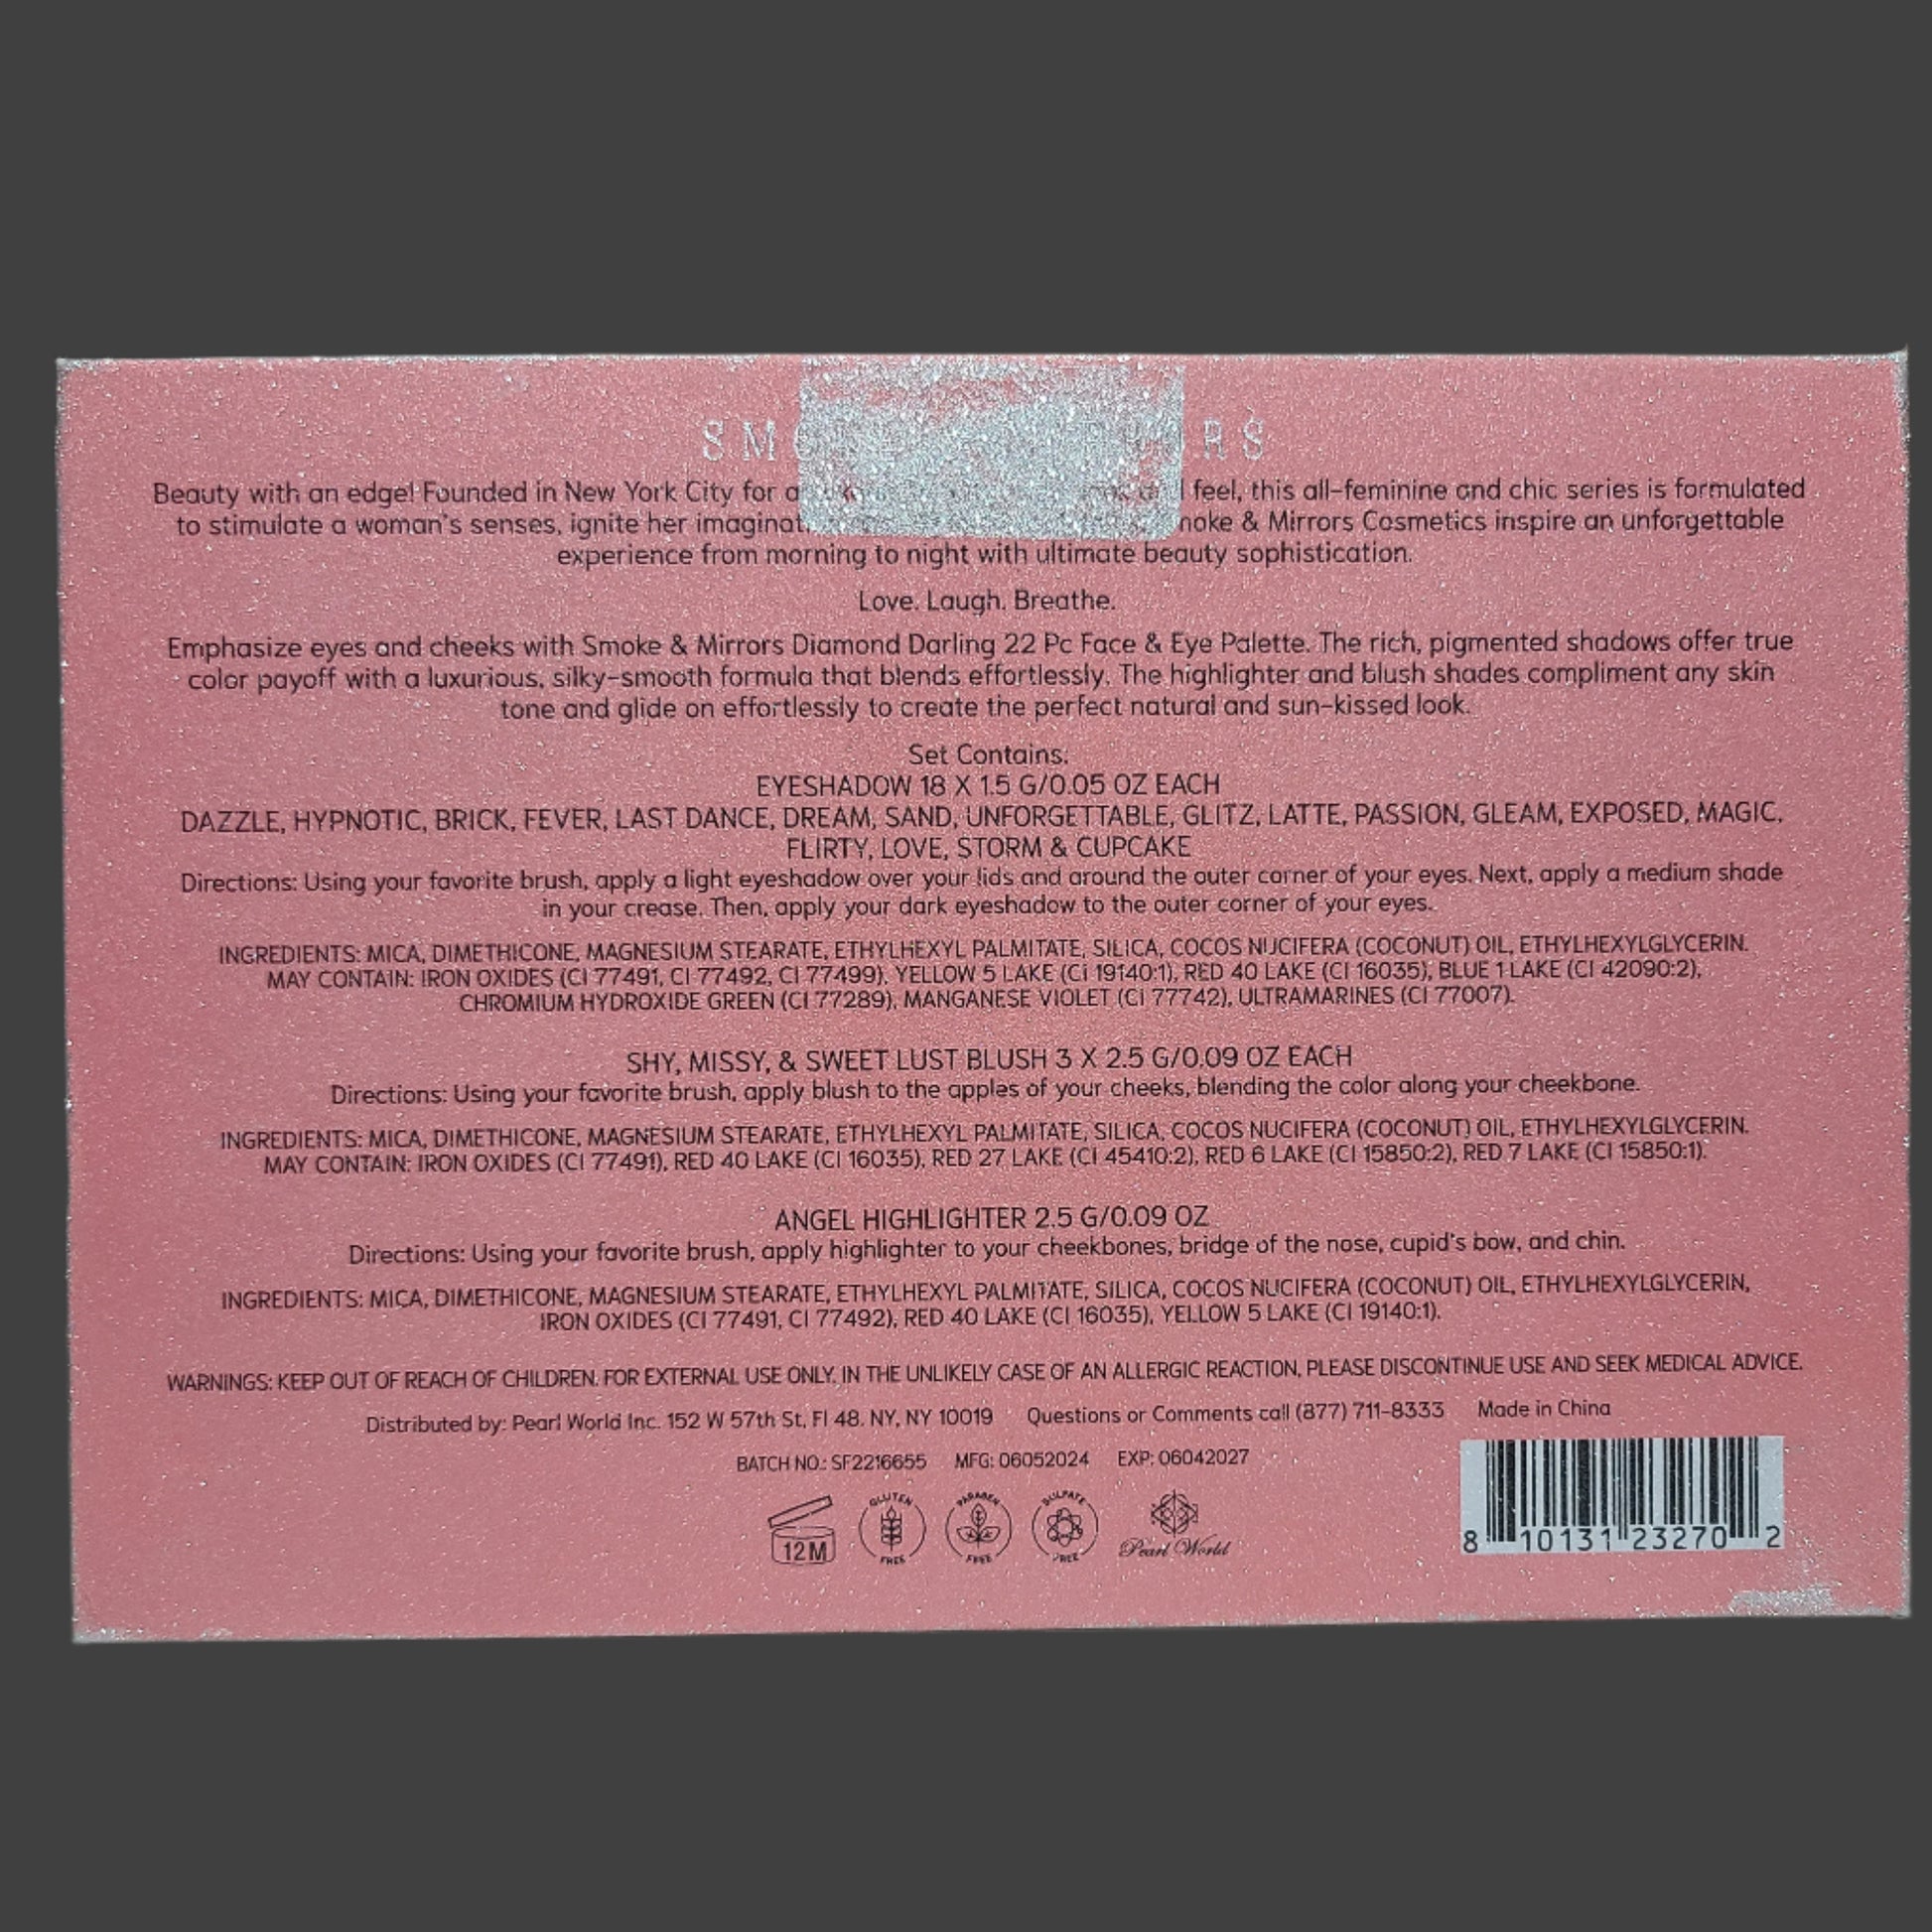 Beauty with an edge! Founded in New York City for a feel, this all-feminine and chic series is formulated
to stimulate a woman's senses, ignite her & Mirrors Cosmetics inspire an unforgettable
experience from morning to night with ultimate beauty sophistication.
Love. Laugh. Breathe.
Emphasize eyes and cheeks with Smoke & Mirrors Diamond Darling 22 Pc Face & Eye Palette. The rich, pigmented shadows offer true
color payoff with a luxurious, silky-smooth formula that blends effortlessly. The highlighter and blush shades compliment any skin
tone and glide on effortlessly to create the perfect natural and sun-kissed look.
Set Contains:
EYESHADOW 18 X 1.5 G/0.05 OZ EACH
DAZZLE, HYPNOTIC, BRICK, FEVER, LAST DANCE, DREAM, SAND, UNFORGETTABLE, GLITZ, LATTE, PASSION, GLEAM, EXPOSED, MAGIC,
FLIRTY, LOVE, STORM & CUPCAKE
Directions: Using your favorite brush, apply a light eyeshadow over your lids and around the outer corner of your eyes. Next, apply a medium shade
in your crease. Then, apply your dark eyeshadow to the outer corner of your eyes.
INGREDIENTS: MICA, DIMETHICONE, MAGNESIUM STEARATE, ETHYLHEXYL PALMITATE, SILICA, COCOS NUCIFERA (COCONUT) OIL, ETHYLHEXYLGLYCERIN.
MAY CONTAIN: IRON OXIDES (CI 77491, CI 77492, CI 77499), YELLOW 5 LAKE (CI 19140:1), RED 40 LAKE (CI 16035), BLUE 1 LAKE (CI 42090:2),
CHROMIUM HYDROXIDE GREEN (CI 77289), MANGANESE VIOLET (CI 77742), ULTRAMARINES (CI 77007).
SHY, MISSY, & SWEET LUST BLUSH 3 X 2.5 G/0.09 OZ EACH
Directions: Using your favorite brush, apply blush to the apples of your cheeks, blending the color along your cheekbone.
INGREDIENTS: MICA, DIMETHICONE, MAGNESIUM STEARATE, ETHYLHEXYL PALMITATE, SILICA, COCOS NUCIFERA (COCONUT) OIL, ETHYLHEXYLGLYCERIN.
MAY CONTAIN: IRON OXIDES (CI 77491), RED 40 LAKE (CI 16035), RED 27 LAKE (CI 45410:2), RED 6 LAKE (CI 15850:2), RED 7 LAKE (CI 15850:1).
ANGEL HIGHLIGHTER 2.5 G/0.09 OZ
Directions: Using your favorite brush, apply highlighter to your cheekbones, bridge of the nose, cupid's bow, and chin.
INGREDIENTS: MICA, DIMETHICONE, MAGNESIUM STEARATE, ETHYLHEXYL PALMITATE, SILICA, COCOS NUCIFERA (COCONUT) OIL, ETHYLHEXYLGLYCERIN,
IRON OXIDES (CI 77491, CI 77492), RED 40 LAKE (CI 16035), YELLOW 5 LAKE (CI 19140:1).
WARNINGS: KEEP OUT OF REACH OF CHILDREN. FOR EXTERNAL USE ONLY. IN THE UNLIKELY CASE OF AN ALLERGIC REACTION, PLEASE DISCONTINUE USE AND SEEK MEDICAL ADVICE.
Distributed by: Pearl World Inc. 152 W 57th St, Fl 48. NY, NY 10019 Questions or Comments call (877) 711-8333 Made in China
BATCH NO.: SF2216655 MFG: 06052024 EXP: 06042027
12M
GLUTEN FREE
PARABEN FREE
SULFATE FREE
Pearl World
8 10131 23270 2